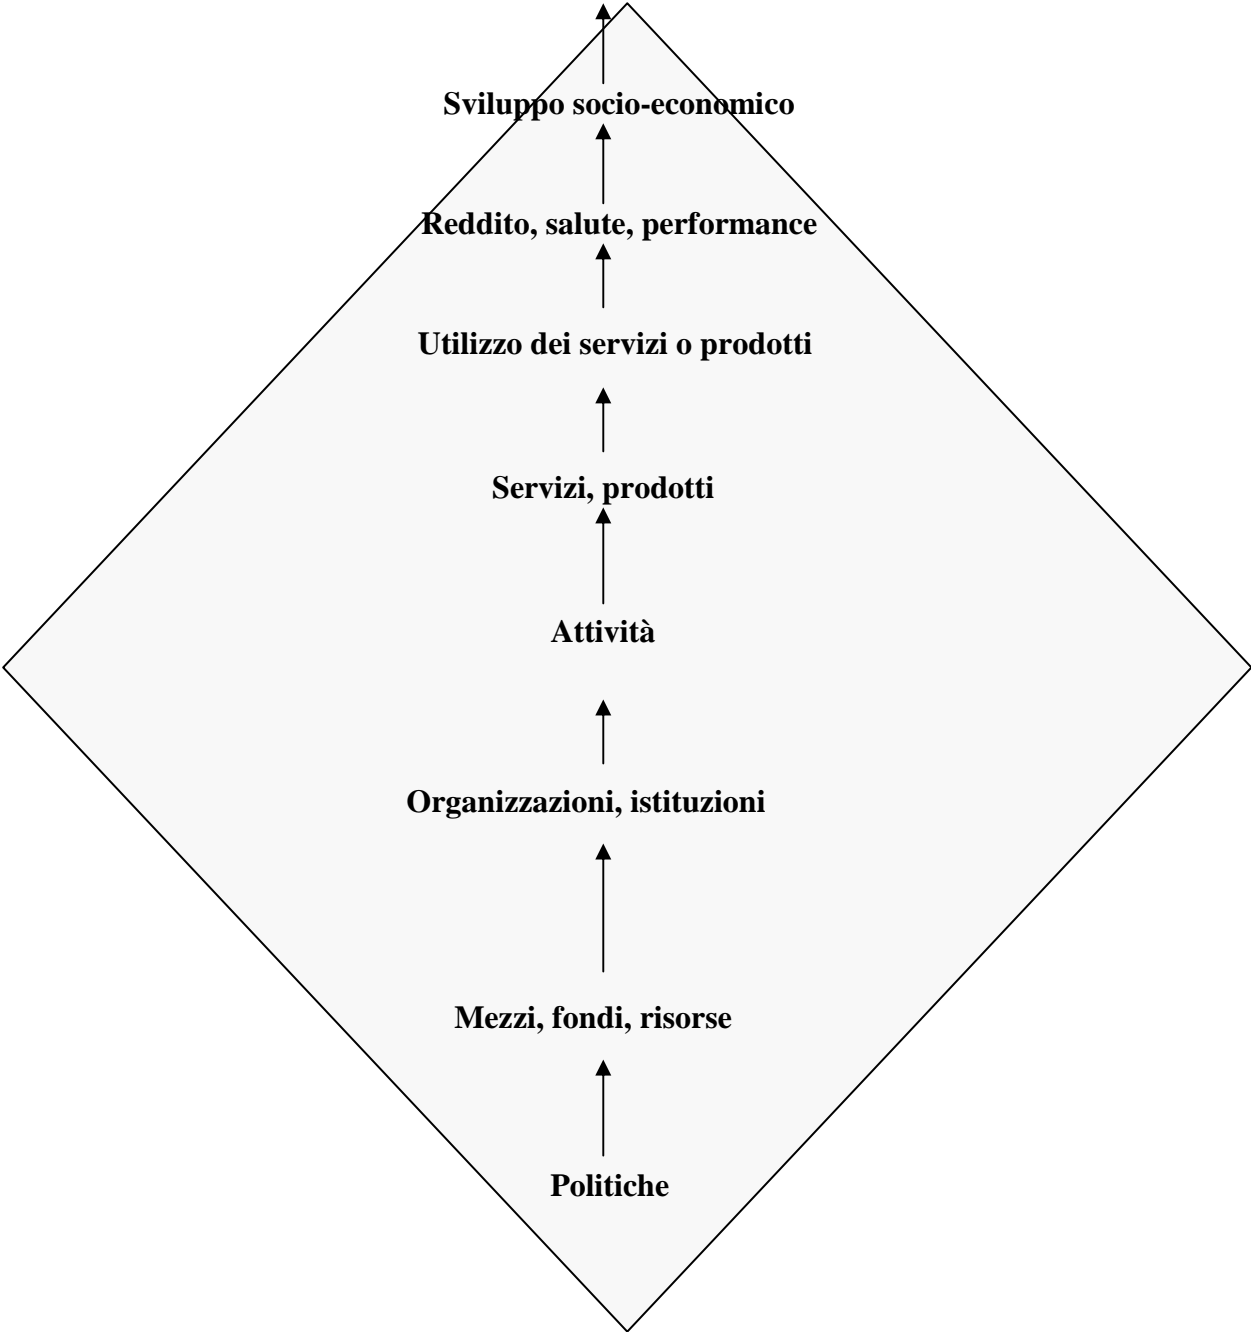 Sviluppo socio-economico
Reddito, salute, performance
Utilizzo dei servizi o prodotti
Servizi, prodotti
Attività
Organizzazioni, istituzioni
Mezzi, fondi, risorse
Politiche